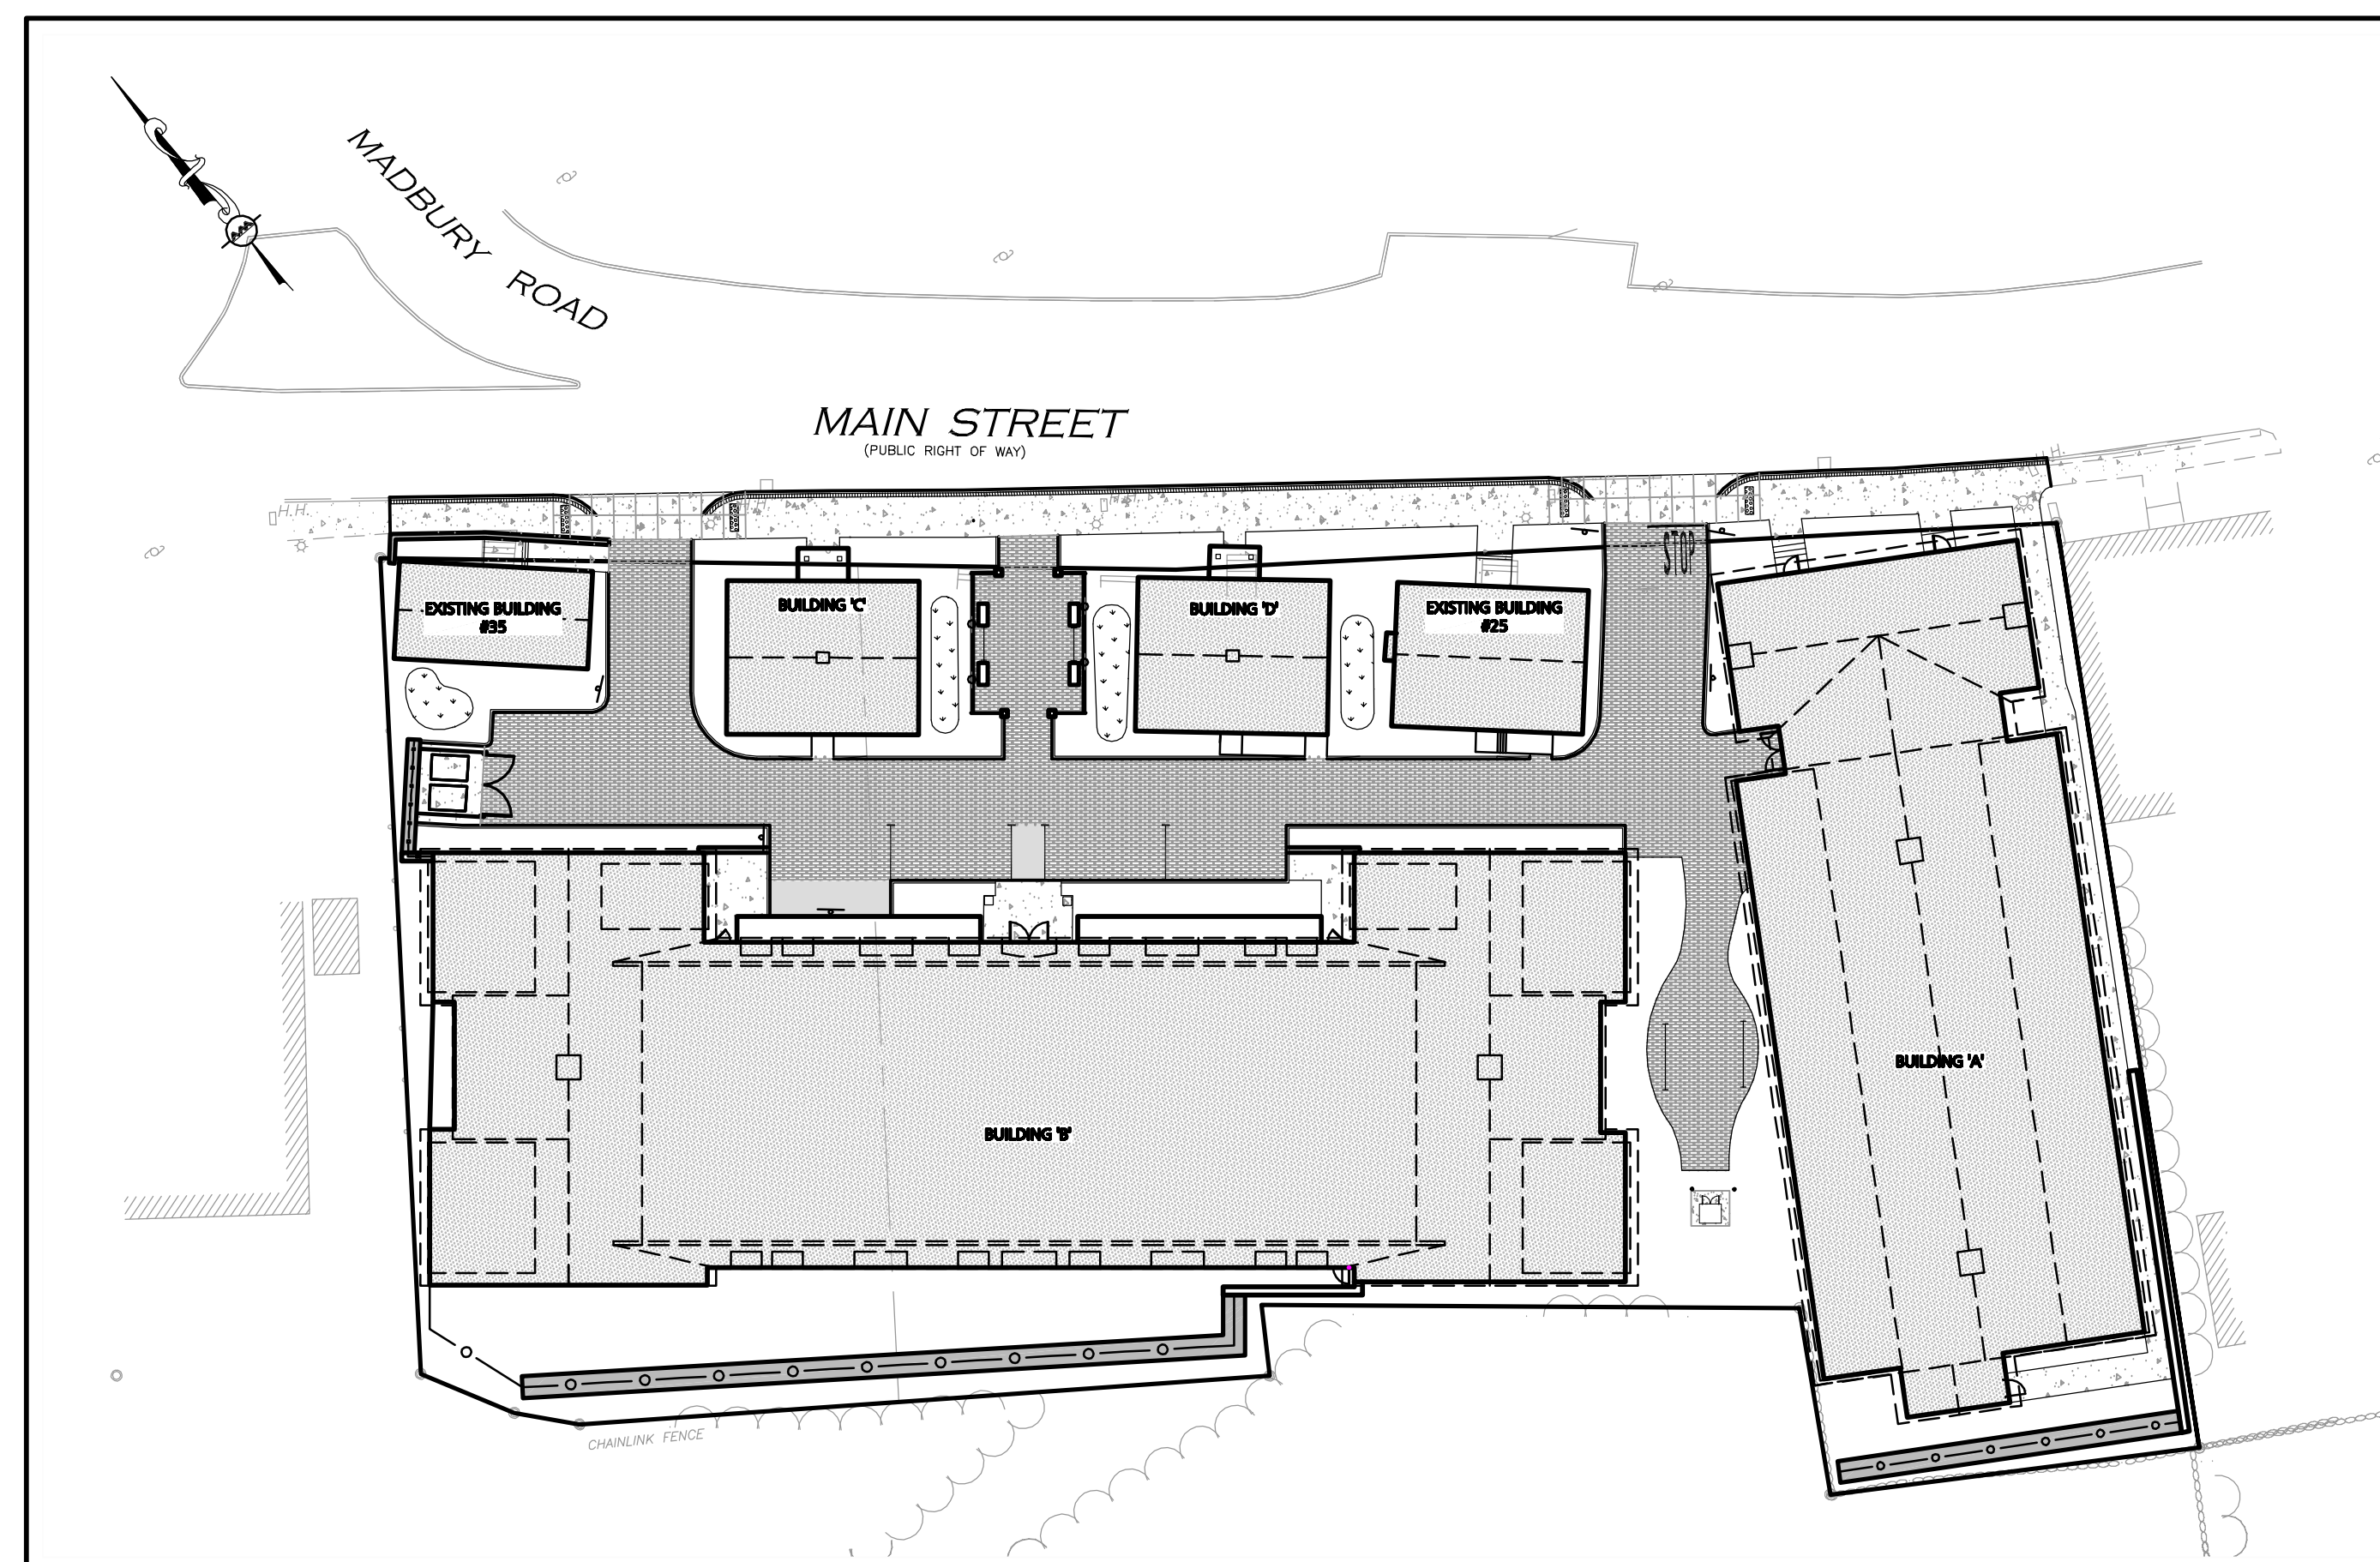 MADBURY ROAD
MAIN STREET
(PUBLIC RIGHT OF WAY)
H.H.
STOP
EXISTING BUILDING
#35
BUILDING 'C'
BUILDING 'D'
EXISTING BUILDING
#25
BUILDING 'A'
BUILDING 'B'
CHAINLINK FENCE